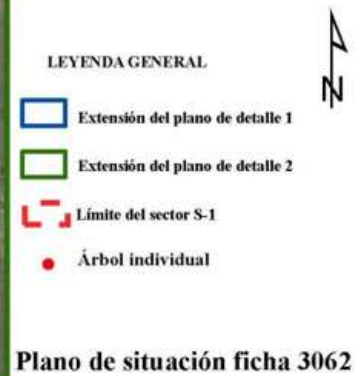 N
LEYENDA GENERAL
Extensión del plano de detalle 1
Extensión del plano de detalle 2
Límite del sector S-1
Árbol individual
Plano de situación ficha 3062